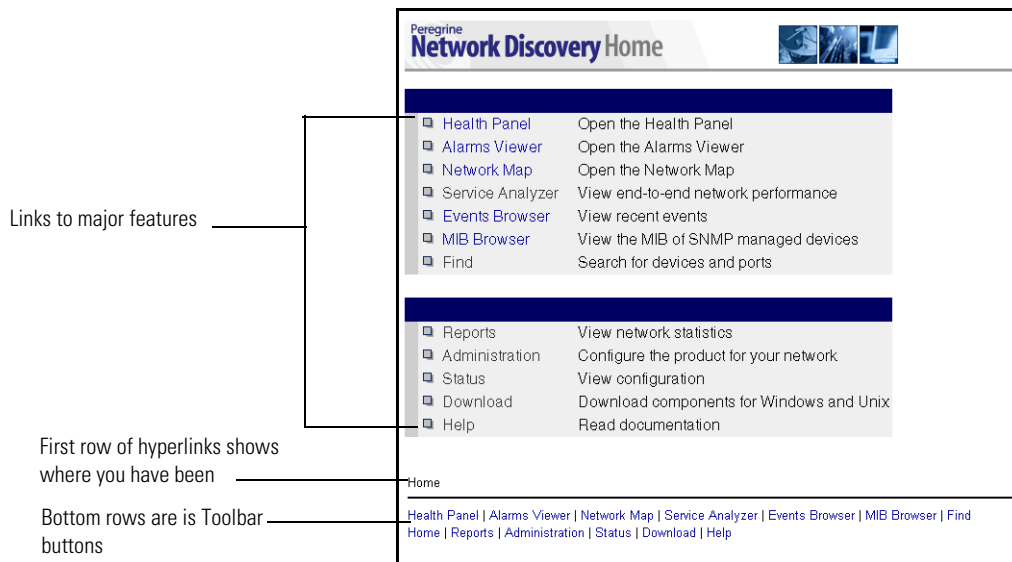 Peregrine
Network Discovery Home
Links to major features
Health Panel Open the Health Panel
Alarms Viewer Open the Alarms Viewer
Network Map Open the Network Map
Service Analyzer View end-to-end network performance
Events Browser View recent events
MIB Browser View the MIB of SNMP managed devices
Find Search for devices and ports
Reports View network statistics
Administration Configure the product for your network
Status View configuration
Download Download components for Windows and Unix
Help Read documentation
First row of hyperlinks shows
where you have been
Home
Bottom rows are is Toolbar
buttons
Health Panel | Alarms Viewer | Network Map | Service Analyzer | Events Browser | MIB Browser | Find
Home | Reports | Administration | Status | Download | Help